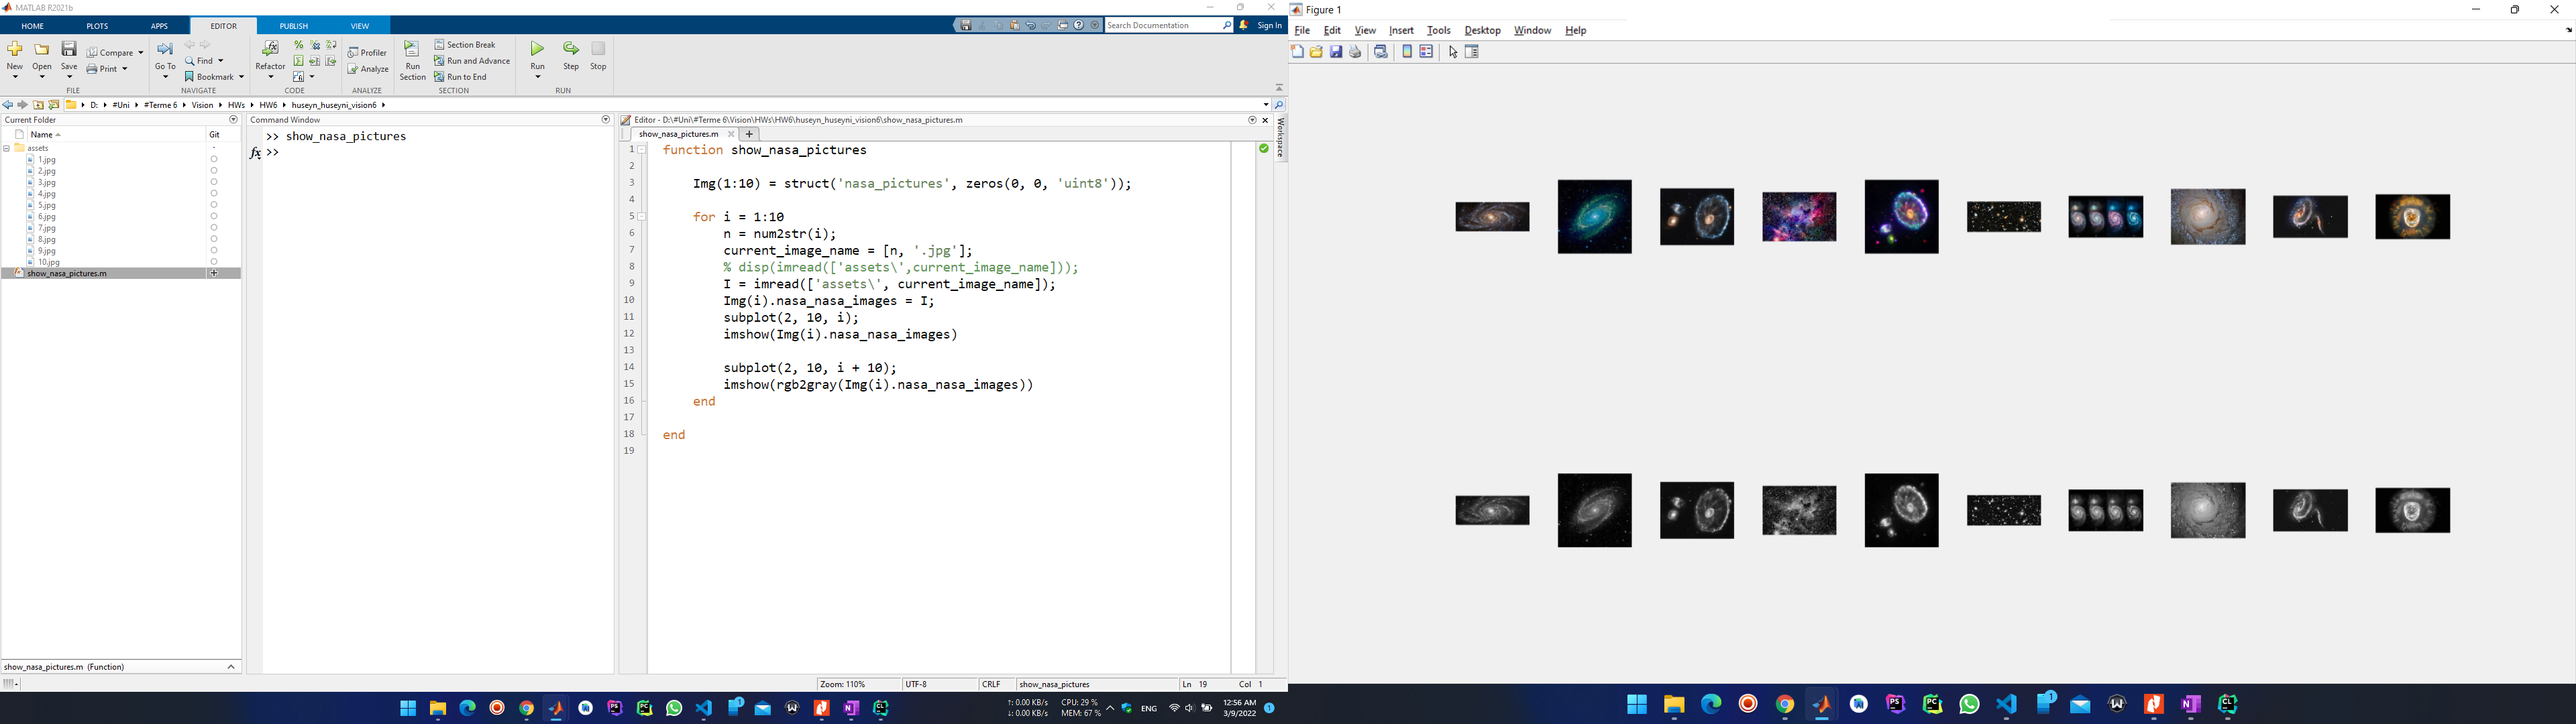 MATLAB R2021b
HOME PLOTS APPS EDITOR PUBLISH VIEW
Search Documentation
Sign In
New Open Save Compare Print
FILE
Go To Find Bookmark
NAVIGATE
Refactor
CODE
Profiler
Analyze
ANALYZE
Run Section
Section Break
Run and Advance
Run to End
SECTION
Run Step Stop
RUN
D: #Uni #Terme 6 Vision HWs HW6 huseyn_huseyni_vision6
Current Folder
Name Git
assets
1.jpg
2.jpg
3.jpg
4.jpg
5.jpg
6.jpg
7.jpg
8.jpg
9.jpg
10.jpg
show_nasa_pictures.m
show_nasa_pictures.m (Function)
Command Window
>> show_nasa_pictures
fx >>
Editor - D:\#Uni\#Terme 6\Vision\HWs\HW6\huseyn_huseyni_vision6\show_nasa_pictures.m
show_nasa_pictures.m
Workspace
1 function show_nasa_pictures
2
3 Img(1:10) = struct('nasa_pictures', zeros(0, 0, 'uint8'));
4
5 for i = 1:10
6 n = num2str(i);
7 current_image_name = [n, '.jpg'];
8 % disp(imread(['assets\',current_image_name]));
9 I = imread(['assets\', current_image_name]);
10 Img(i).nasa_nasa_images = I;
11 subplot(2, 10, i);
12 imshow(Img(i).nasa_nasa_images)
13
14 subplot(2, 10, i + 10);
15 imshow(rgb2gray(Img(i).nasa_nasa_images))
16 end
17
18 end
19
Zoom: 110% UTF-8 CRLF show_nasa_pictures Ln 19 Col 1
↑: 0.00 KB/s CPU: 29 %
↓: 0.00 KB/s MEM: 67 %
ENG
12:56 AM
3/9/2022
1
Figure 1
File Edit View Insert Tools Desktop Window Help